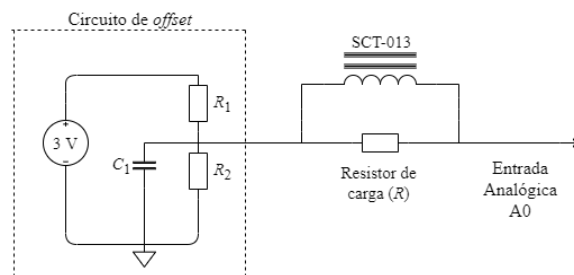 Circuito de offset
SCT-013
R1
3 V
+
-
C1
R2
Resistor de
carga (R)
Entrada
Analógica
A0